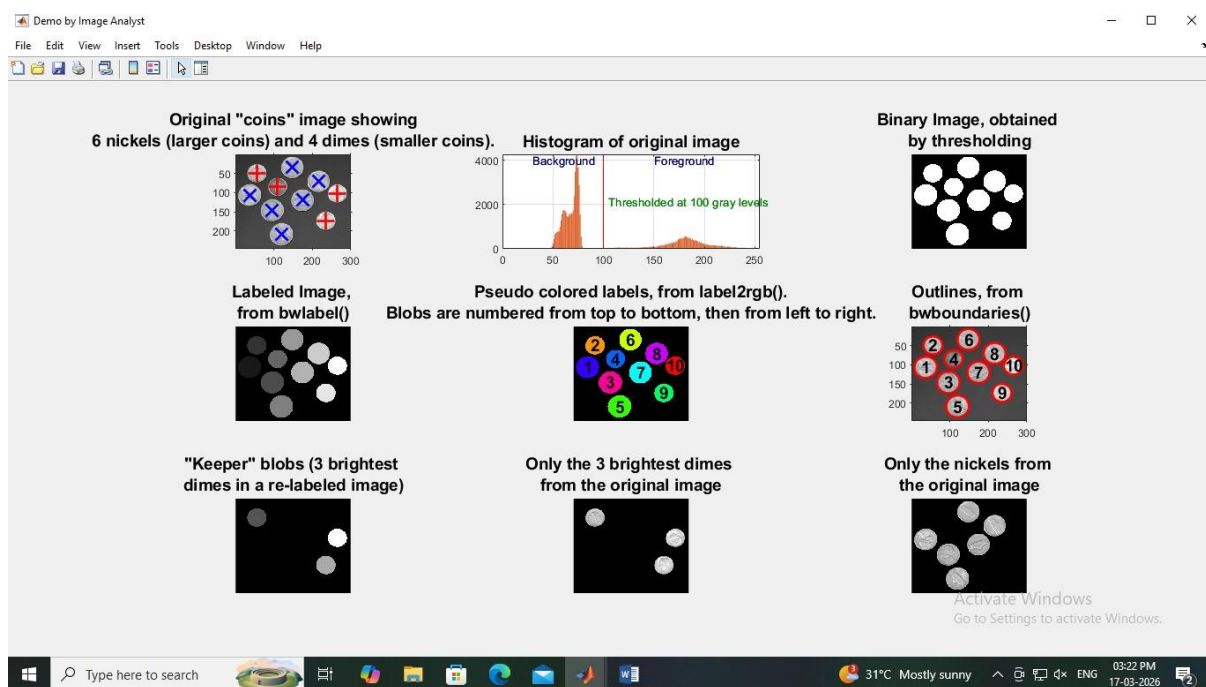 Demo by Image Analyst
File Edit View Insert Tools Desktop Window Help
Original "coins" image showing
6 nickels (larger coins) and 4 dimes (smaller coins).
50
100
150
200
100 200 300
Histogram of original image
4000
2000
0
Background Foreground
Thresholded at 100 gray levels
0 50 100 150 200 250
Binary Image, obtained
by thresholding
Labeled Image,
from bwlabel()
Pseudo colored labels, from label2rgb().
Blobs are numbered from top to bottom, then from left to right.
6
2
8
4
10
1
7
3
9
5
Outlines, from
bwboundaries()
50
100
150
200
6
2
8
4
10
1
7
3
9
5
100 200 300
"Keeper" blobs (3 brightest
dimes in a re-labeled image)
Only the 3 brightest dimes
from the original image
Only the nickels from
the original image
Activate Windows
Go to Settings to activate Windows.
Type here to search
3
31°C Mostly sunny
ENG
03:22 PM
17-03-2026
2